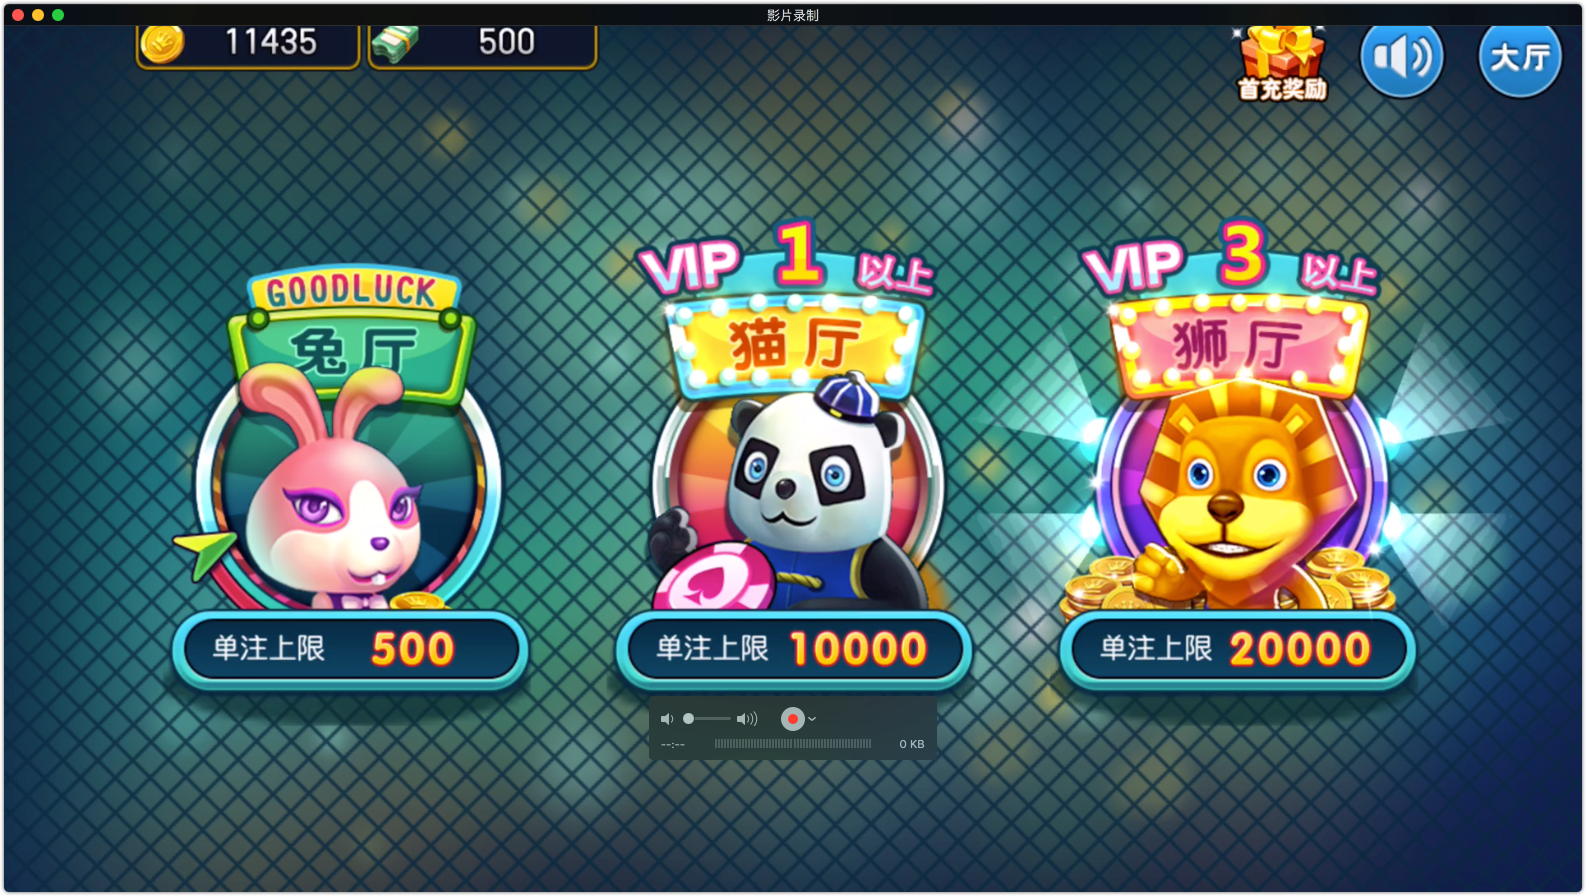 影片录制
11435
500
首充奖励
大厅
GOODLUCK
兔厅
VIP 1 以上
猫厅
VIP 3 以上
狮厅
单注上限 500
单注上限 10000
单注上限 20000
--:--
0 KB